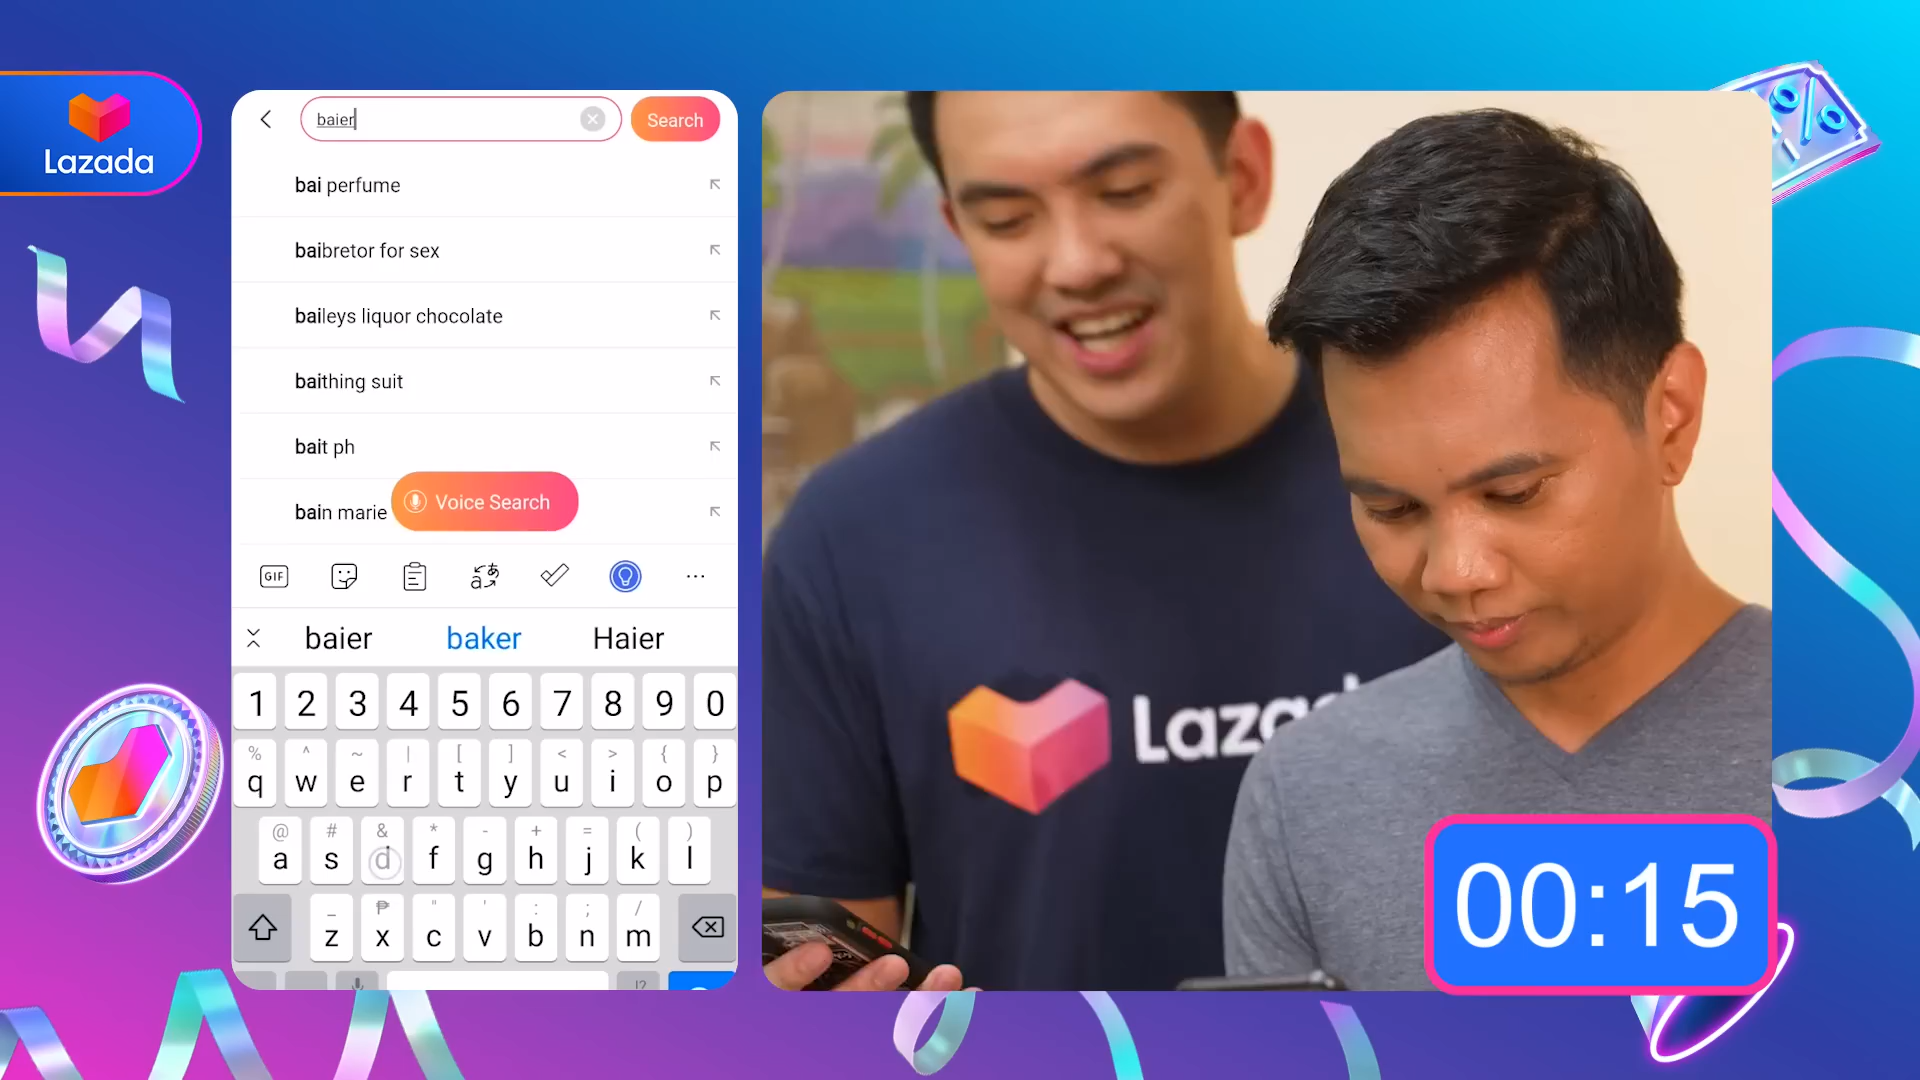 Lazada
baier
Search
bai perfume
baibretor for sex
baileys liquor chocolate
baithing suit
bait ph
bain marie
Voice Search
GIF
baier baker Haier
1 2 3 4 5 6 7 8 9 0
% ^ ~ | [ ] < > { }
q w e r t y u i o p
@ # & * - + = ( )
a s d f g h j k l
_ ₱ " ' : ; /
z x c v b n m
!?
%
00:15